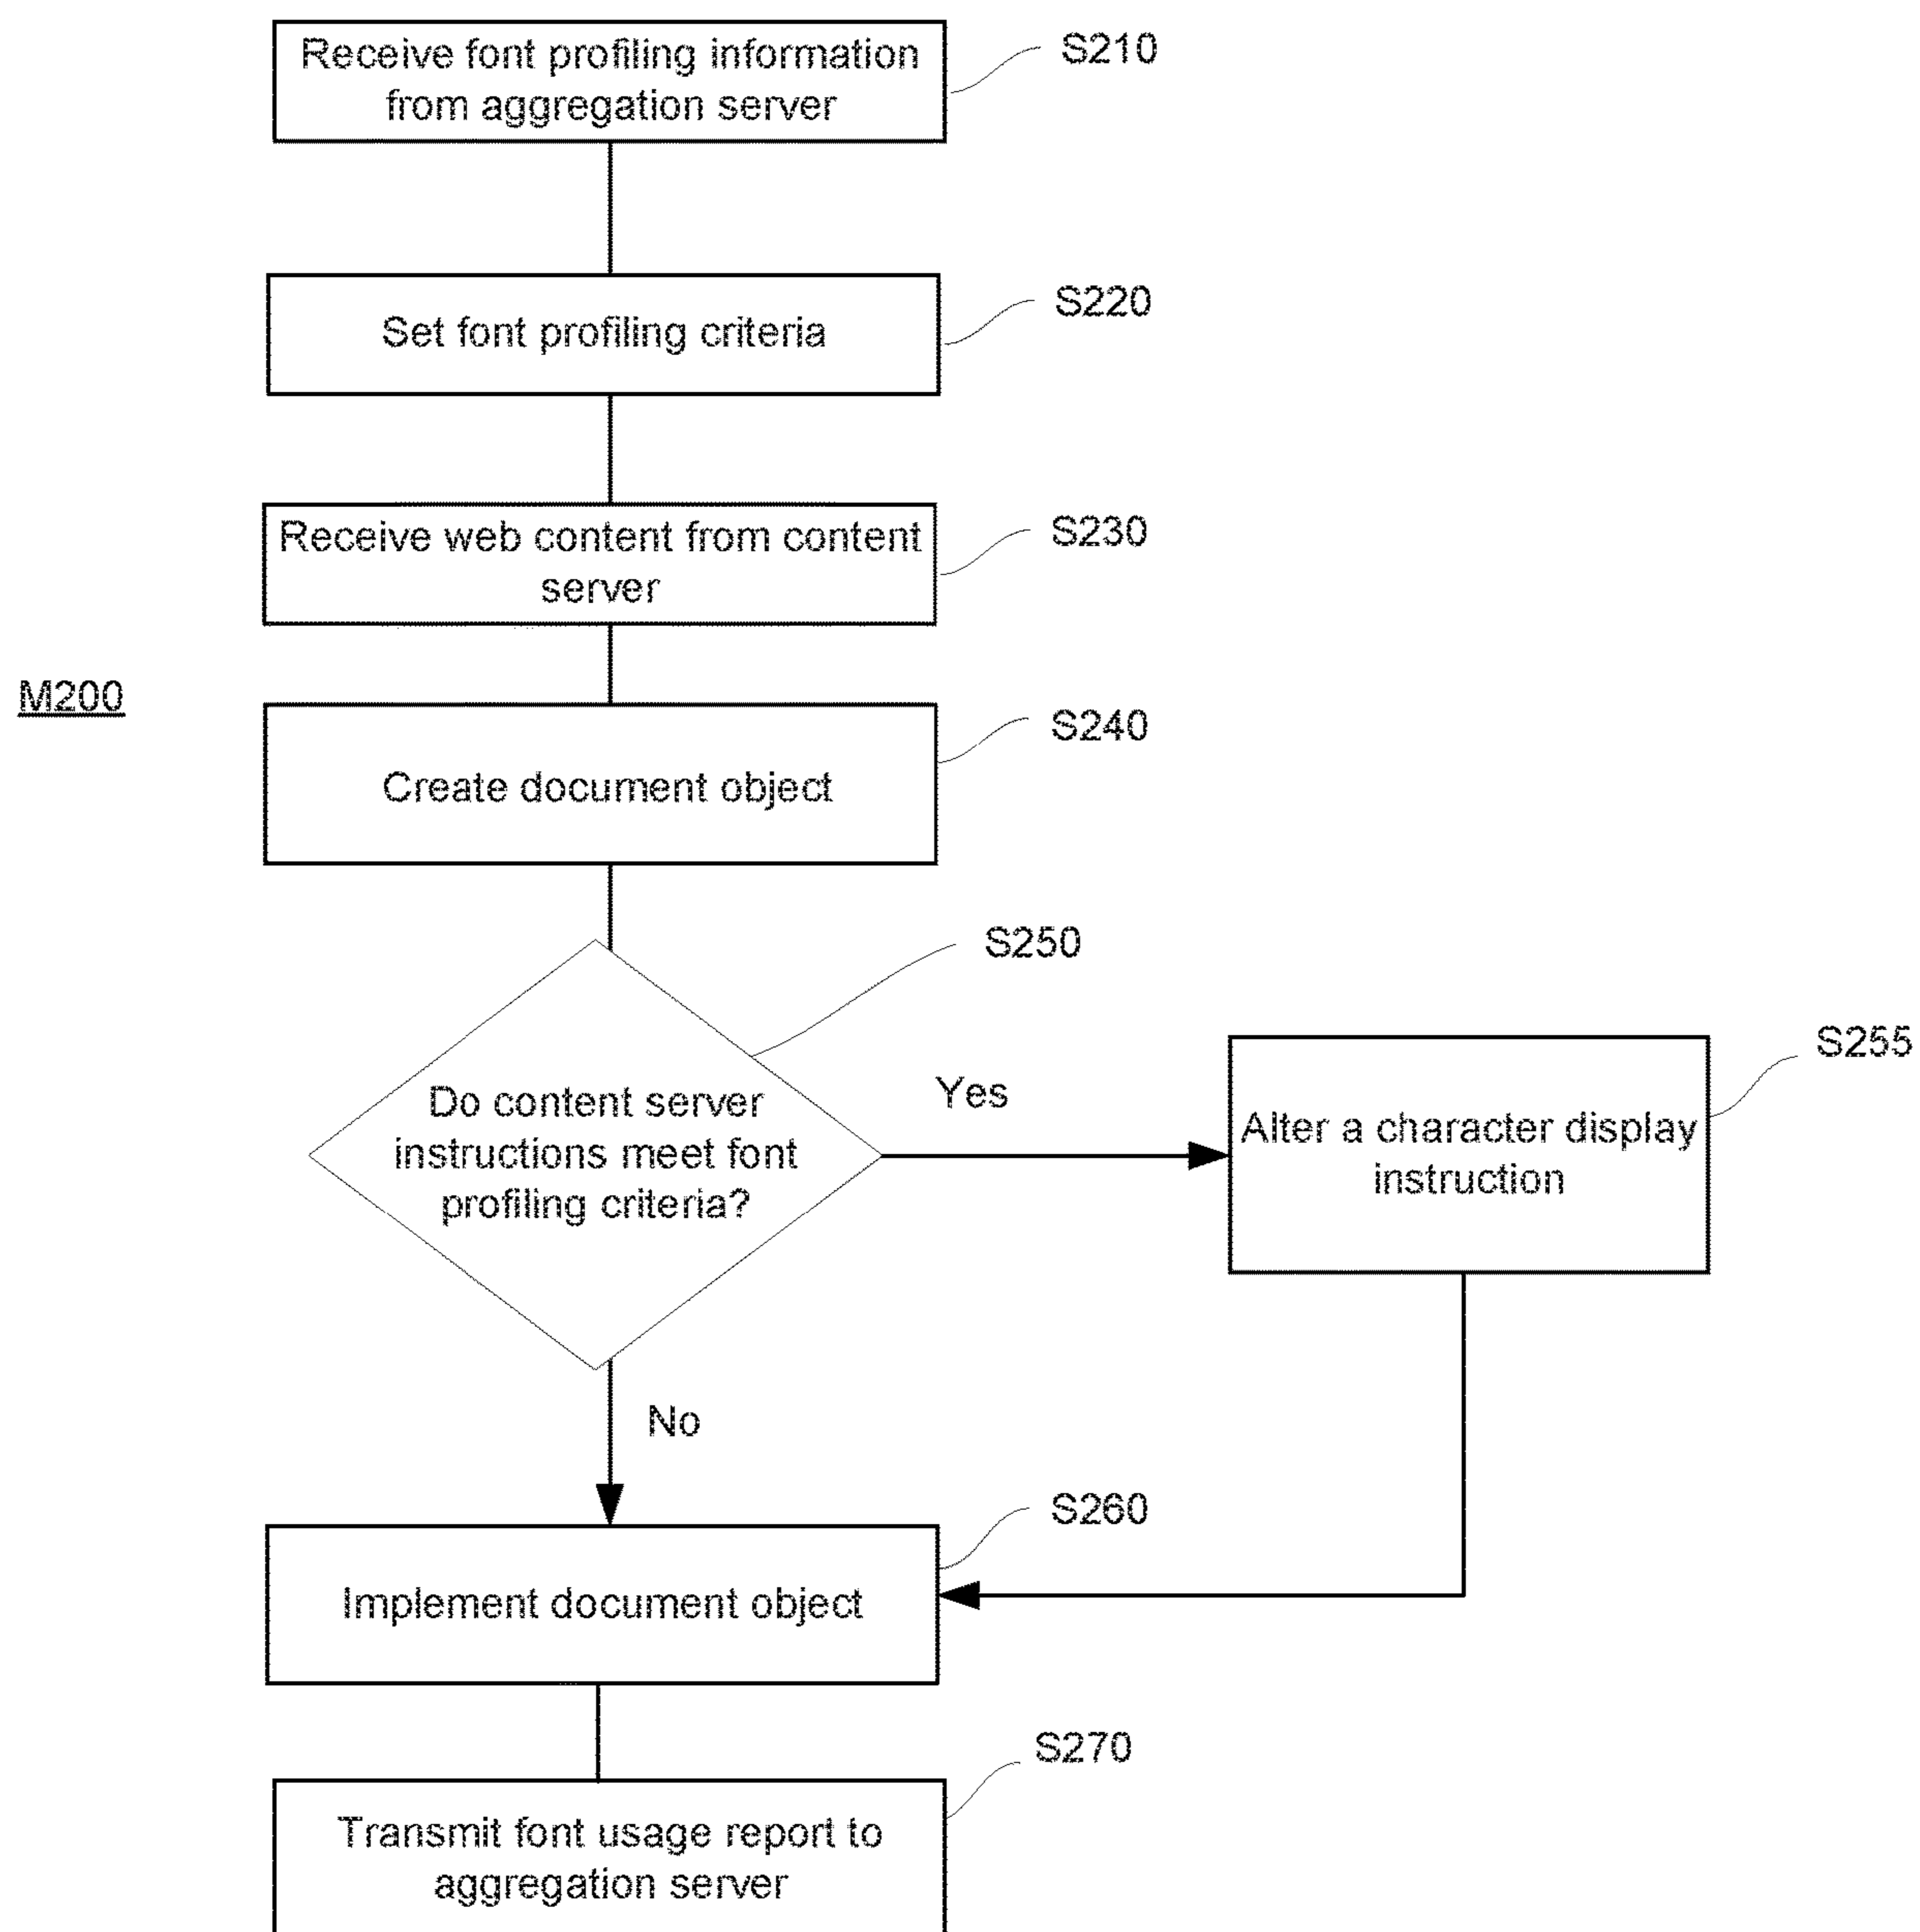 Receive font profiling information
from aggregation server
S210
Set font profiling criteria
S220
Receive web content from content
server
S230
M200
Create document object
S240
Do content server
instructions meet font
profiling criteria?
S250
Yes
Alter a character display
instruction
S255
No
Implement document object
S260
Transmit font usage report to
aggregation server
S270